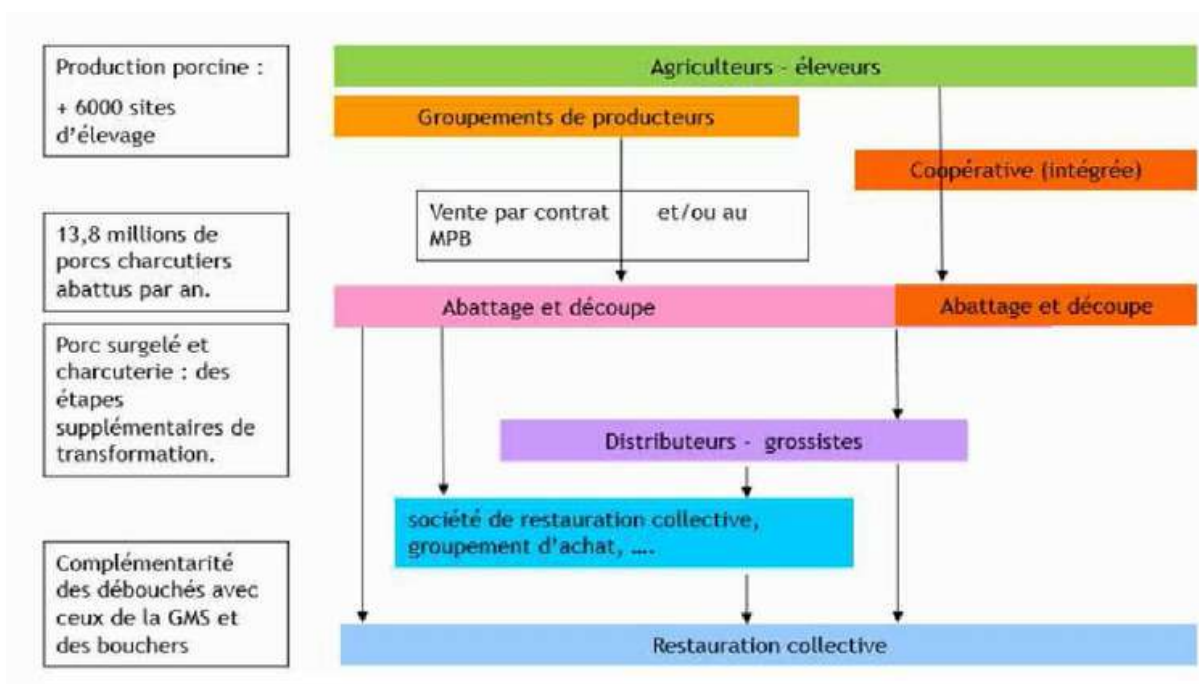 Production porcine :
+ 6000 sites
d'élevage
13,8 millions de
porcs charcutiers
abattus par an.
Porc surgelé et
charcuterie : des
étapes
supplémentaires de
transformation.
Complémentarité
des débouchés avec
ceux de la GMS et
des bouchers
Agriculteurs - éleveurs
Groupements de producteurs
Coopérative (intégrée)
Vente par contrat et/ou au
MPB
Abattage et découpe
Abattage et découpe
Distributeurs - grossistes
société de restauration collective,
groupement d'achat, ....
Restauration collective